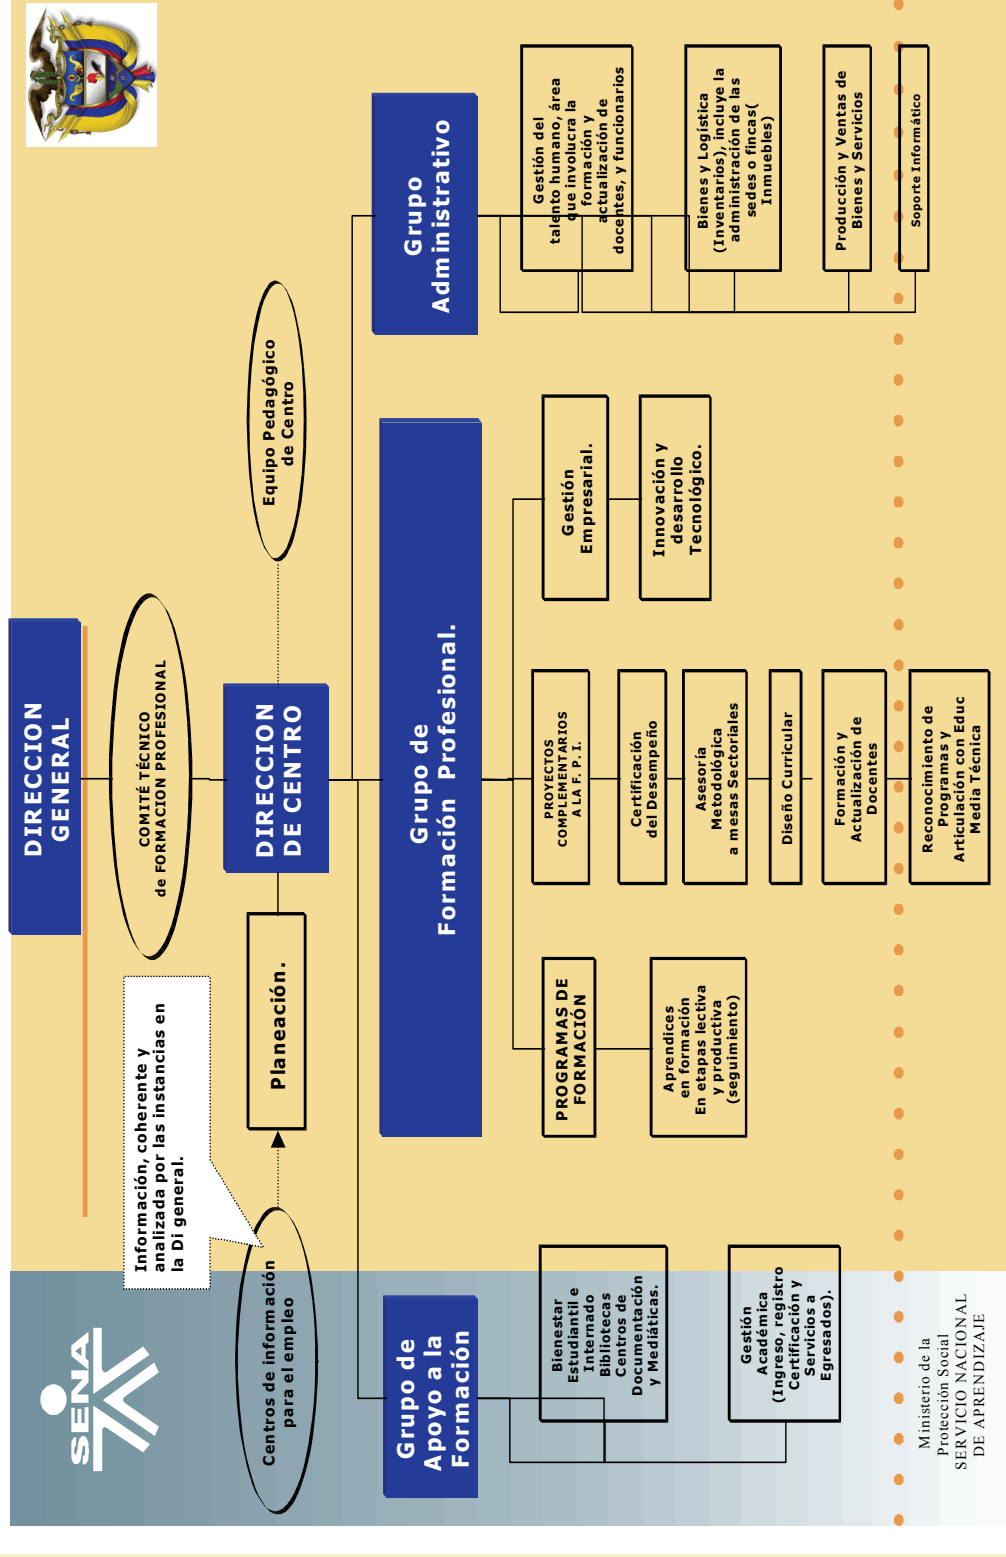 SENA
DIRECCION
GENERAL
COMITÉ TÉCNICO
de FORMACION PROFESIONAL
Información, coherente y
analizada por las instancias en
la Di general.
Centros de información
para el empleo
Planeación.
DIRECCION
DE CENTRO
Equipo Pedagógico
de Centro
Grupo de
Apoyo a la
Formación
Grupo de
Formación Profesional.
Grupo
Administrativo
Bienestar
Estudiantil e
Internado
Bibliotecas
Centros de
Documentación
y Mediáticas.
Gestión
Académica
(Ingreso, registro
Certificación y
Servicios a
Egresados).
PROGRAMAS DE
FORMACIÓN
Aprendices
en formación
En etapas lectiva
y productiva
(seguimiento)
PROYECTOS
COMPLEMENTARIOS
A LA F. P. I.
Certificación
del Desempeño
Asesoría
Metodológica
a mesas Sectoriales
Diseño Curricular
Formación y
Actualización de
Docentes
Reconocimiento de
Programas y
Articulación con Educ
Media Técnica
Gestión
Empresarial.
Innovación y
desarrollo
Tecnológico.
Gestión del
talento humano, área
que involucra la
formación y
actualización de
docentes, y funcionarios
Bienes y Logística
(Inventarios), incluye la
administración de las
sedes o fincas(
Inmuebles)
Producción y Ventas de
Bienes y Servicios
Soporte Informático
Ministerio de la
Protección Social
SERVICIO NACIONAL
DE APRENDIZAJE